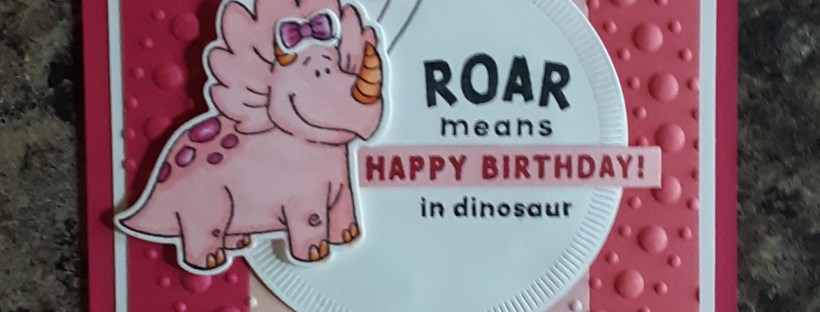 ROAR
means
HAPPY BIRTHDAY!
in dinosaur